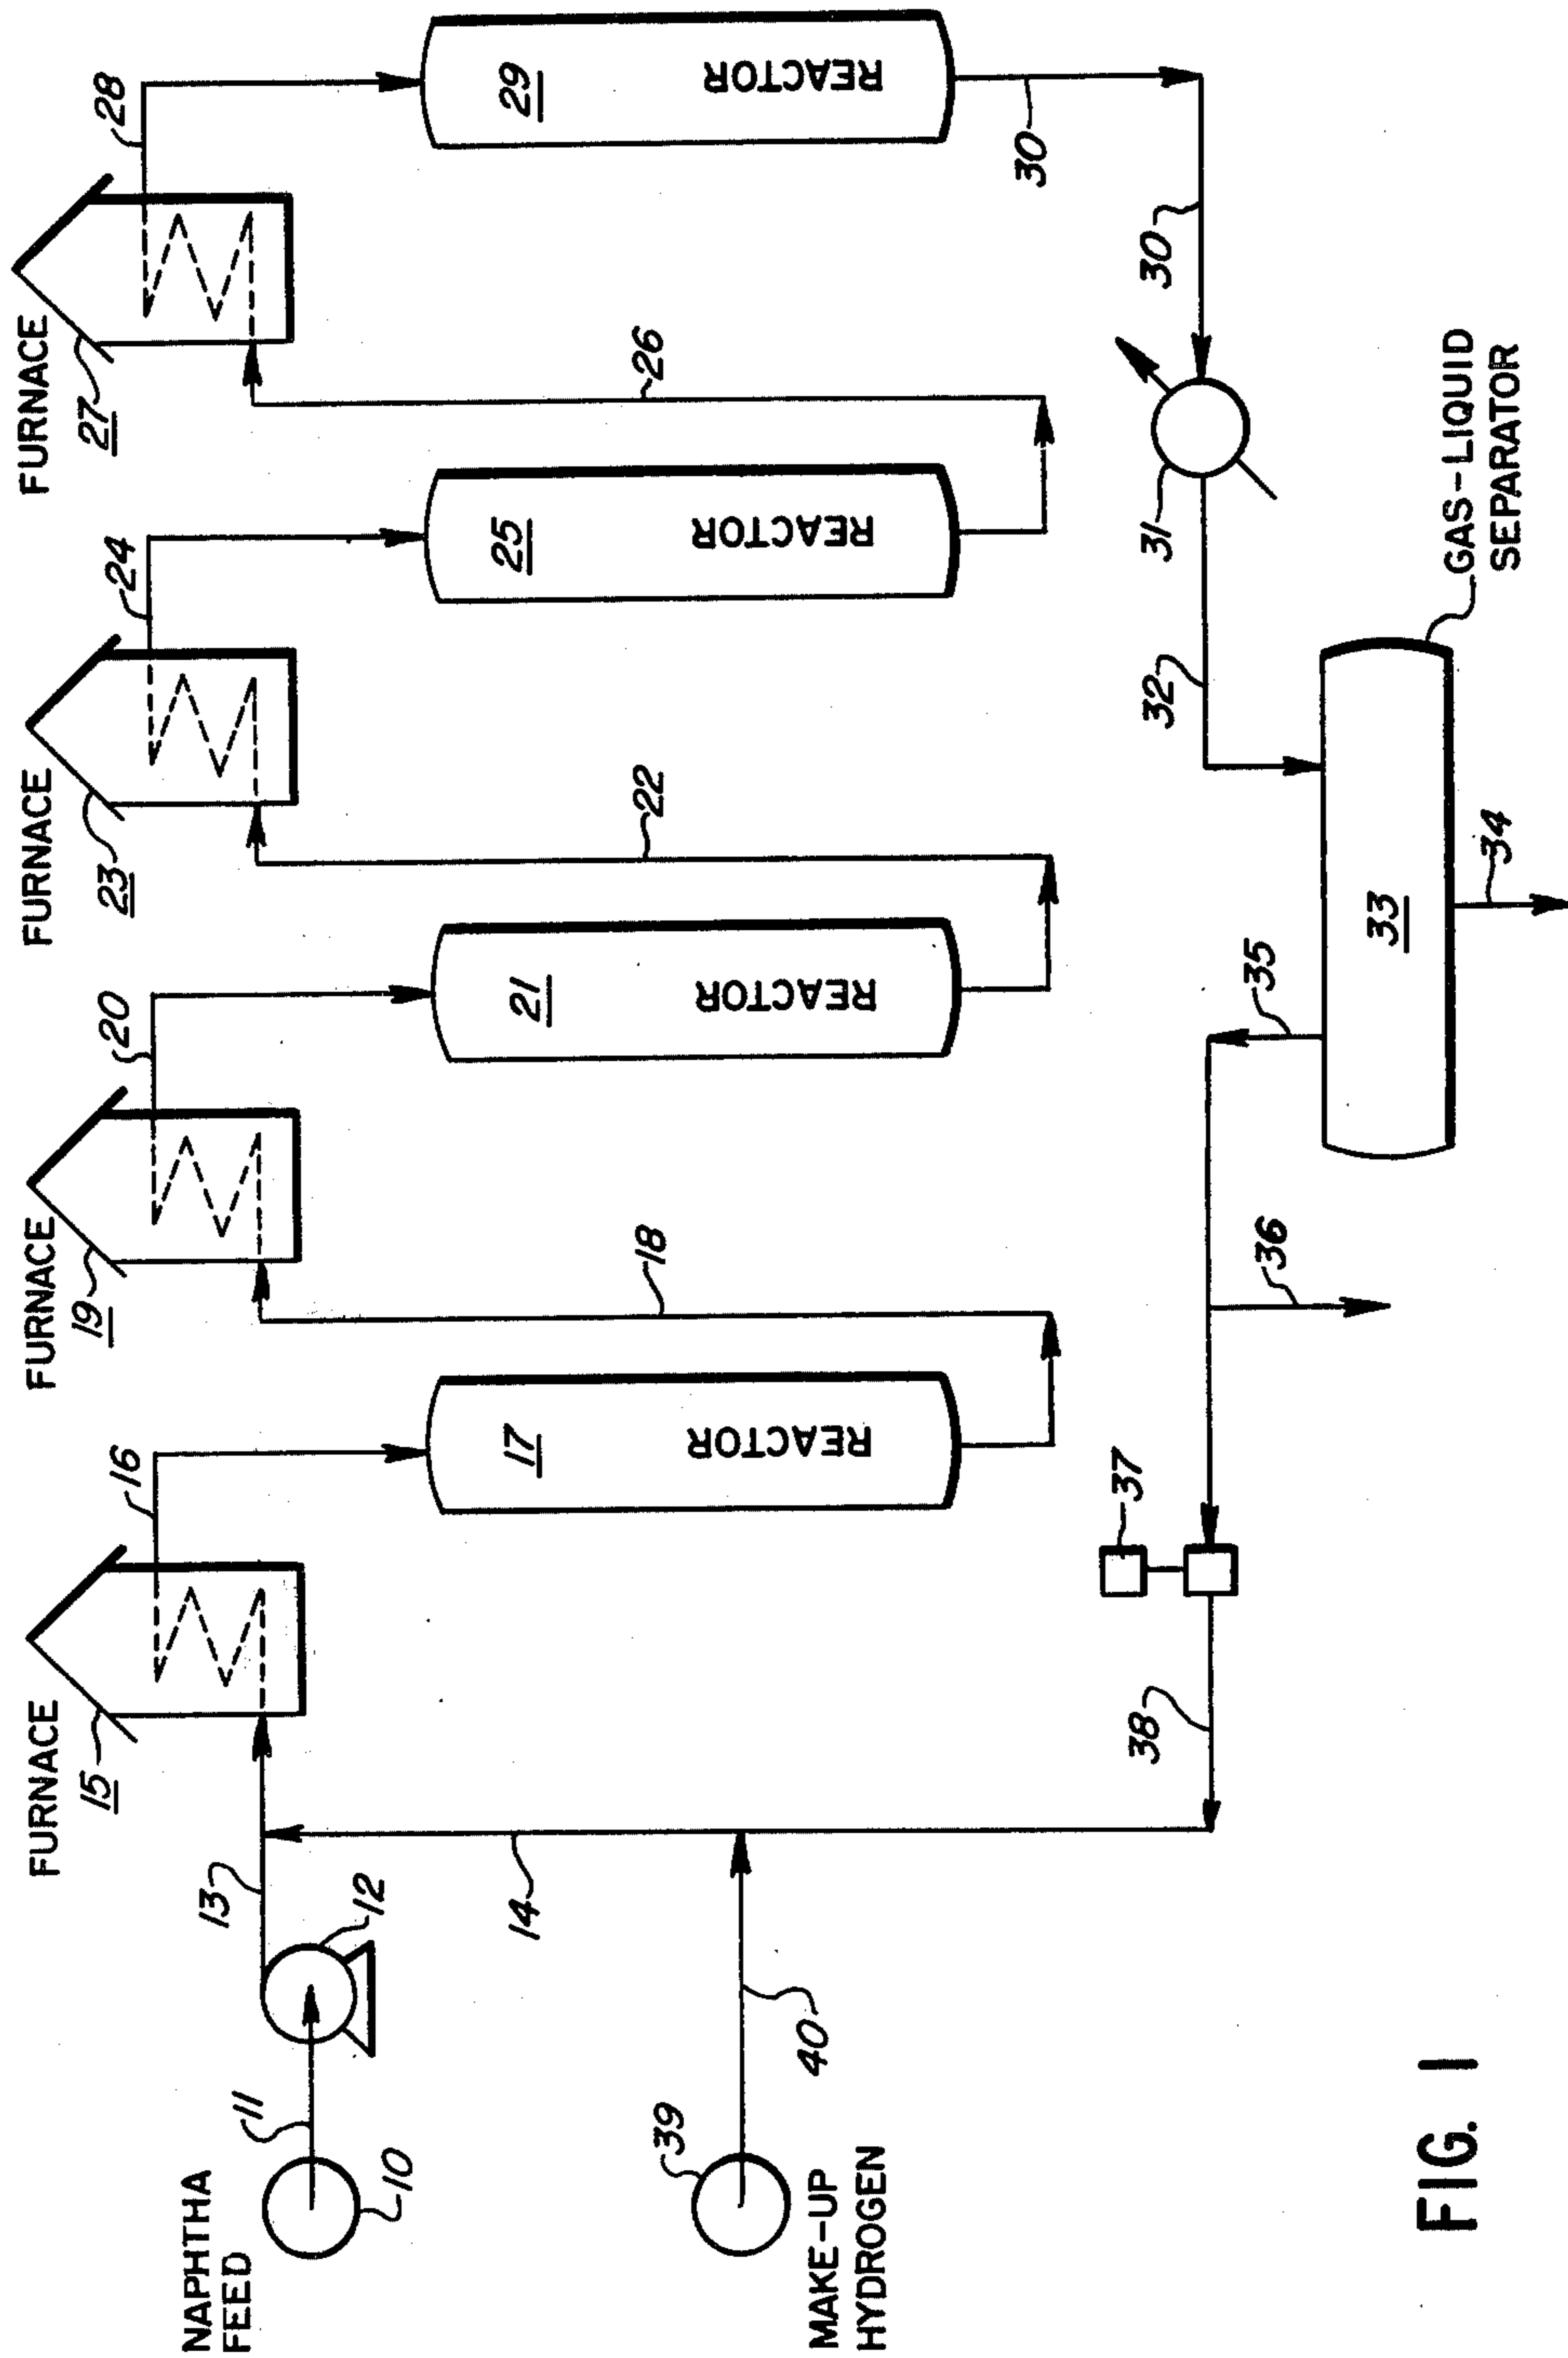 FURNACE
FURNACE
FURNACE
FURNACE
15
16
19
20
23
24
27
28
NAPHTHA
FEED
10
11
12
13
14
17
REACTOR
18
21
REACTOR
22
25
REACTOR
26
29
REACTOR
30
30
MAKE-UP
HYDROGEN
39
40
38
37
36
35
32
31
33
34
GAS-LIQUID
SEPARATOR
FIG. 1